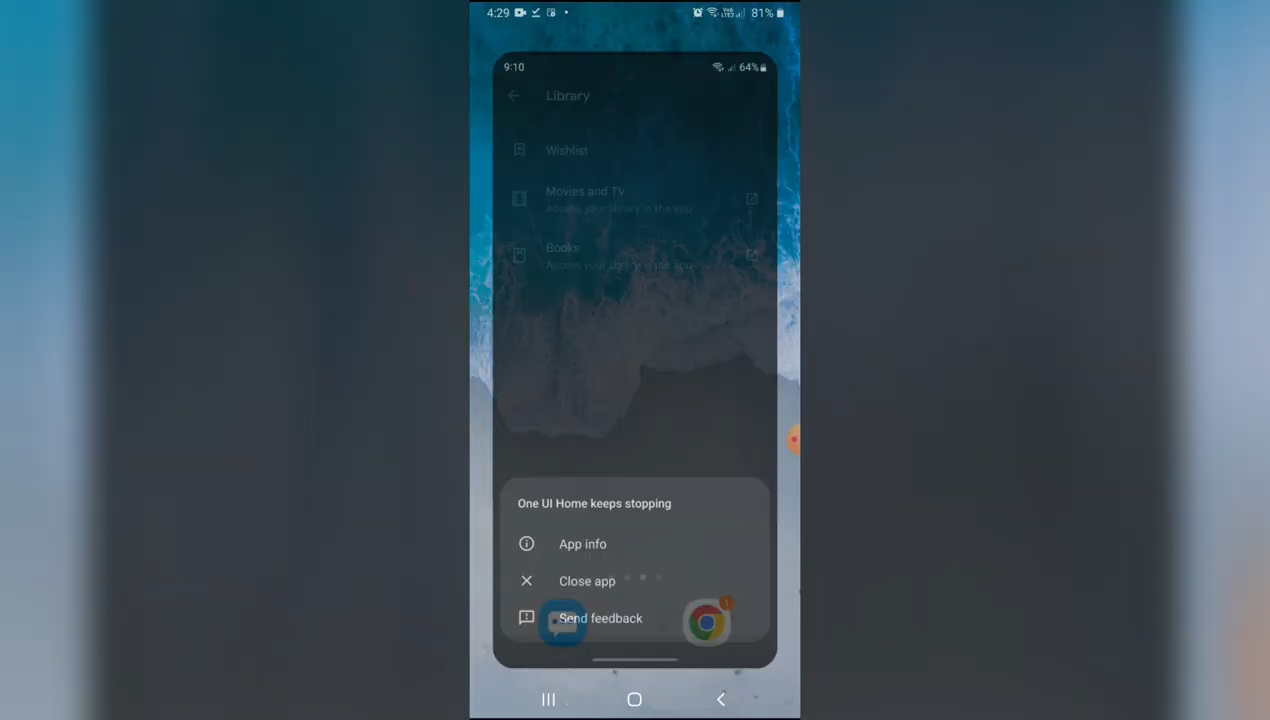 4:29
81%
9:10
64%
Library
Wishlist
Movies and TV
Access your library in the app
Books
Access your library in the app
One UI Home keeps stopping
App info
Close app
Send feedback
1